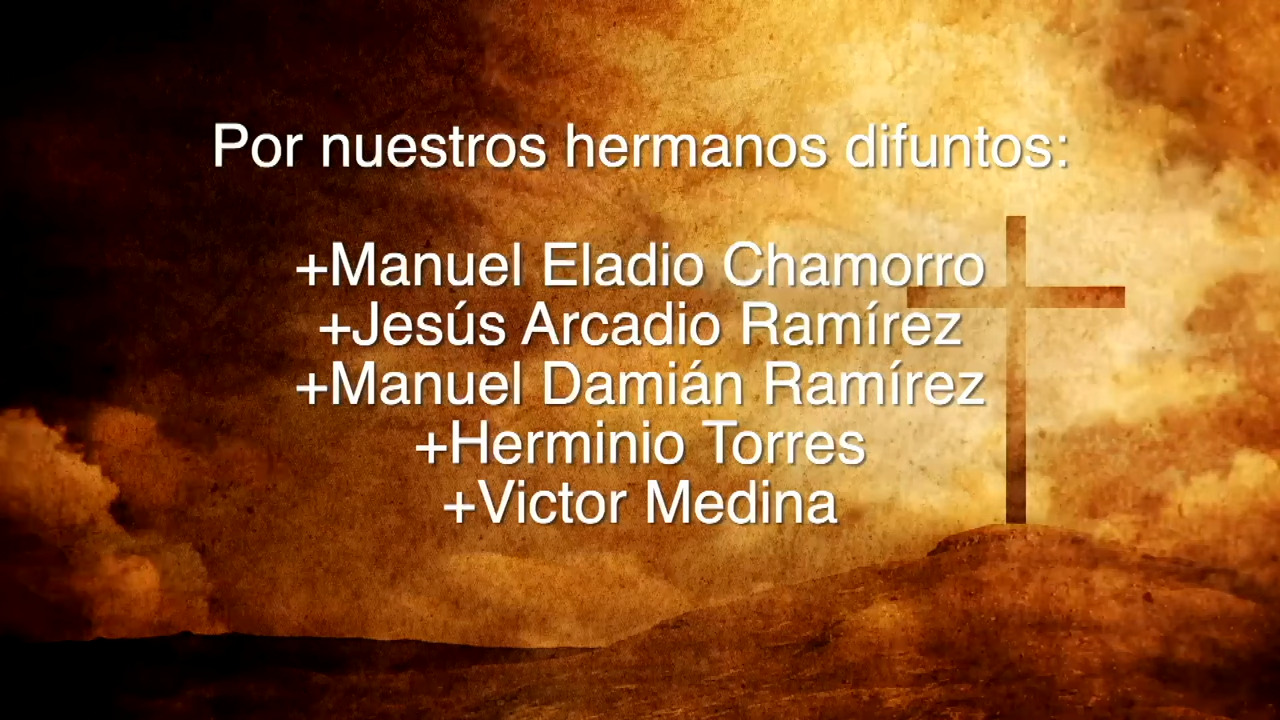 Por nuestros hermanos difuntos:
+Manuel Eladio Chamorro
+Jesús Arcadio Ramírez
+Manuel Damián Ramírez
+Herminio Torres
+Victor Medina